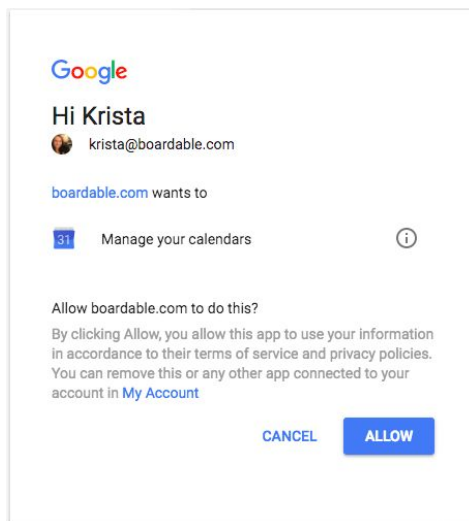 Google
Hi Krista
krista@boardable.com
boardable.com wants to
31 Manage your calendars
Allow boardable.com to do this?
By clicking Allow, you allow this app to use your information
in accordance to their terms of service and privacy policies.
You can remove this or any other app connected to your
account in My Account
CANCEL ALLOW